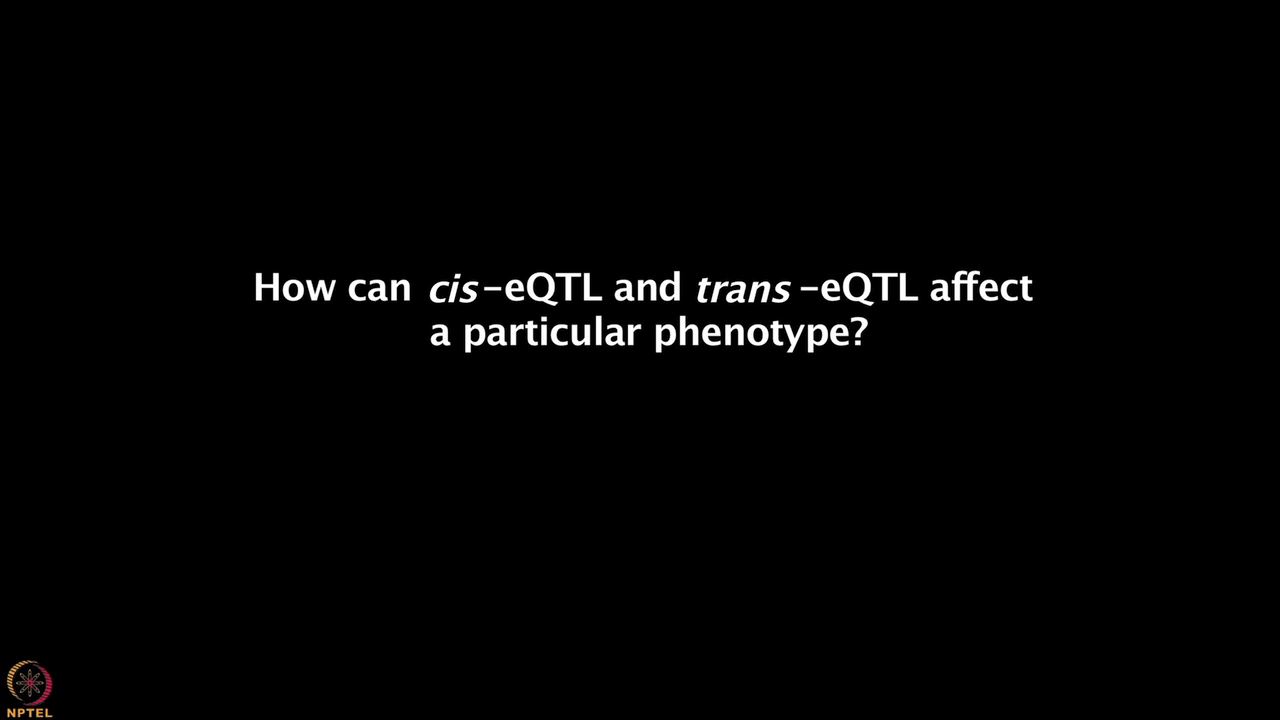 How can cis-eQTL and trans-eQTL affect
a particular phenotype?
NPTEL